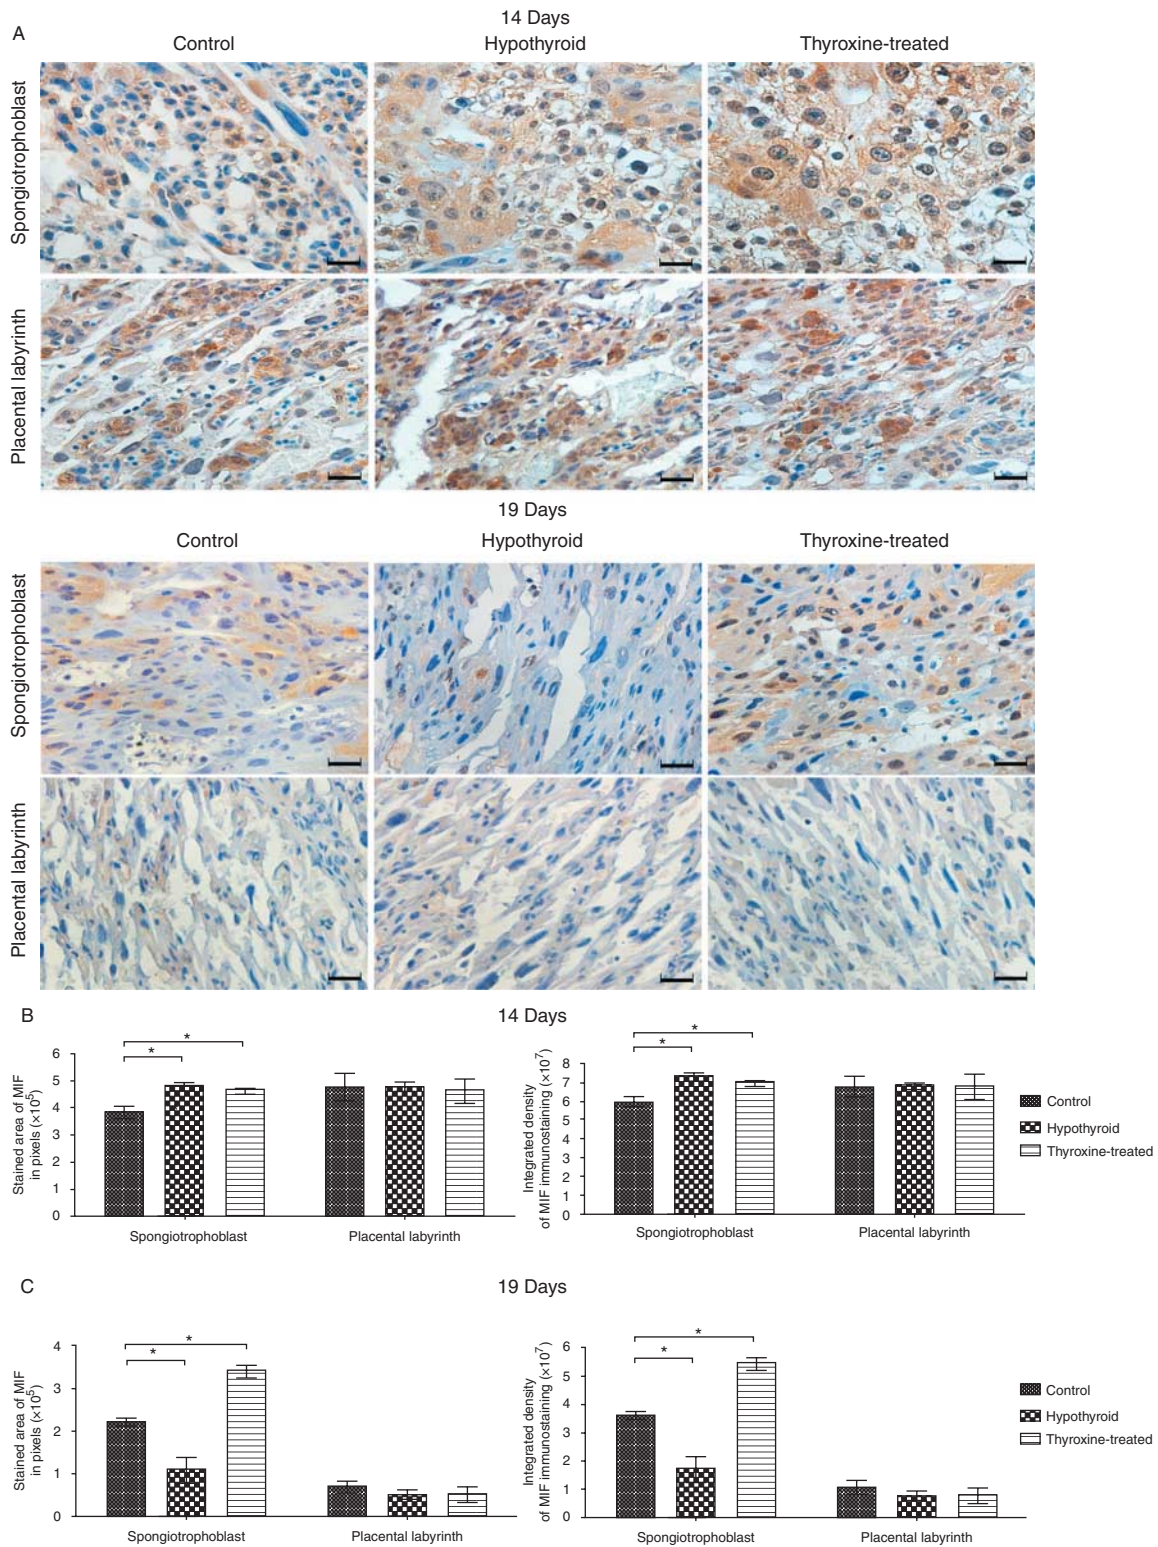 A
14 Days
Control Hypothyroid Thyroxine-treated
Spongiotrophoblast
Placental labyrinth
19 Days
Control Hypothyroid Thyroxine-treated
Spongiotrophoblast
Placental labyrinth
B
14 Days
Stained area of MIF
in pixels (×10⁵)
6
5
4
3
2
1
0
* *
Spongiotrophoblast Placental labyrinth
Integrated density
of MIF immunostaining (×10⁷)
8
7
6
5
4
3
2
1
0
* *
Spongiotrophoblast Placental labyrinth
Control
Hypothyroid
Thyroxine-treated
C
19 Days
Stained area of MIF
in pixels (×10⁵)
4
3
2
1
0
* *
Spongiotrophoblast Placental labyrinth
Integrated density
of MIF immunostaining (×10⁷)
6
5
4
3
2
1
0
* *
Spongiotrophoblast Placental labyrinth
Control
Hypothyroid
Thyroxine-treated